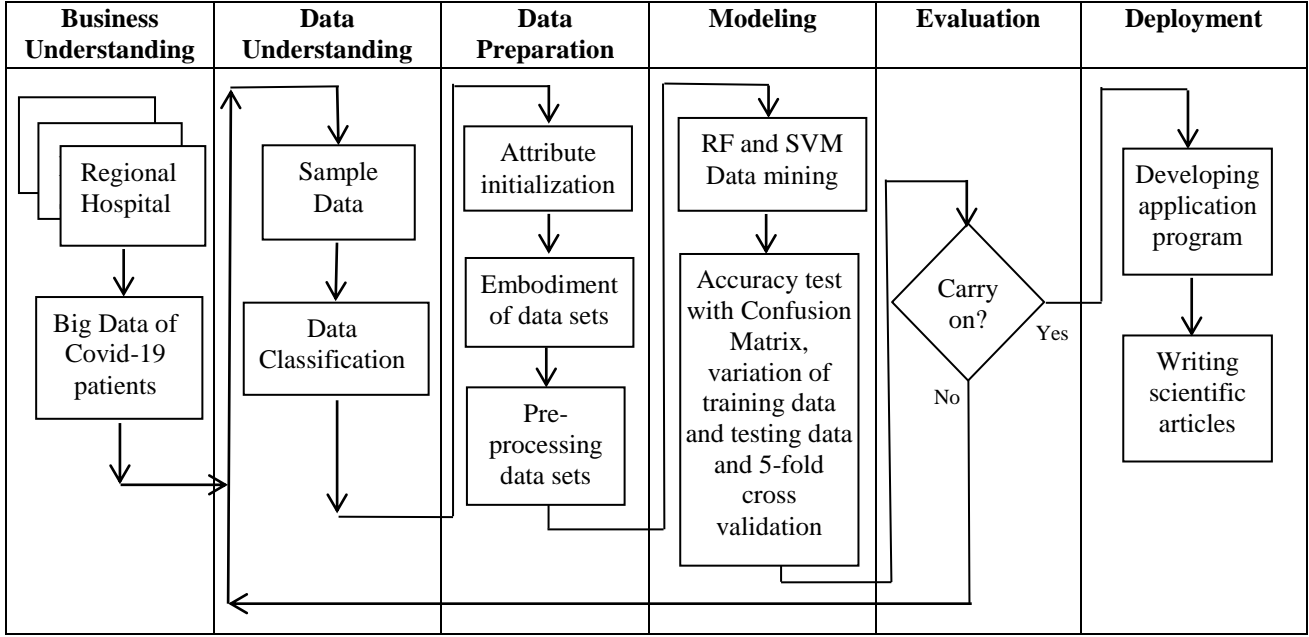 Business
Understanding
Data
Understanding
Data
Preparation
Modeling
Evaluation
Deployment
Regional
Hospital
Big Data of
Covid-19
patients
Sample
Data
Data
Classification
Attribute
initialization
Embodiment
of data sets
Pre-
processing
data sets
RF and SVM
Data mining
Accuracy test
with Confusion
Matrix,
variation of
training data
and testing data
and 5-fold
cross
validation
Carry
on?
Yes
No
Developing
application
program
Writing
scientific
articles